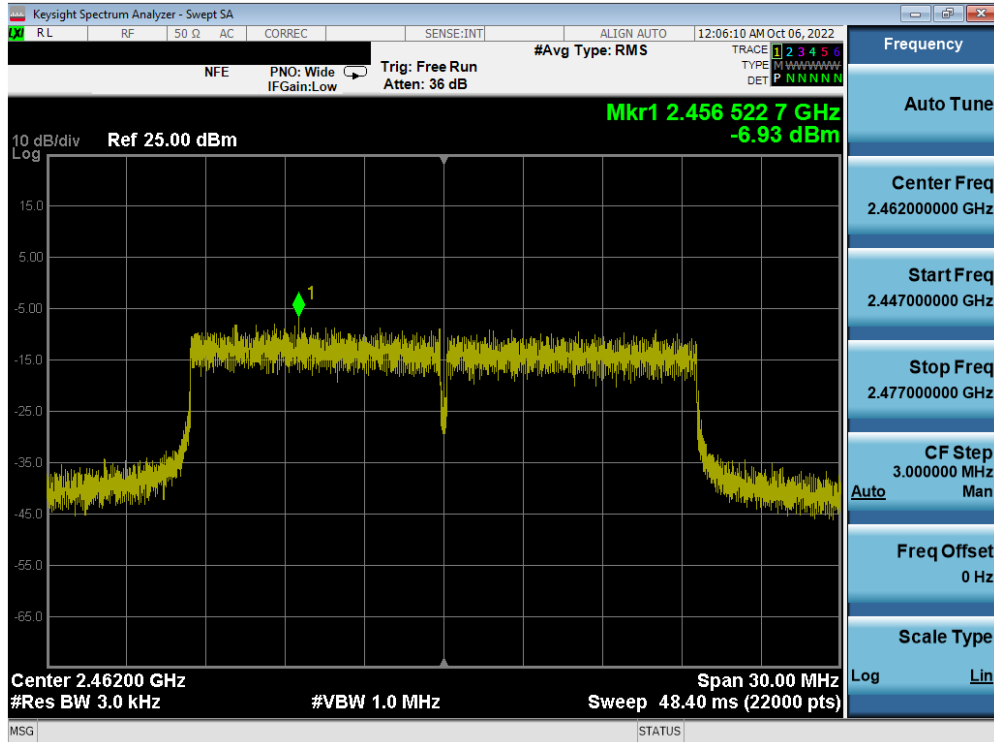 Keysight Spectrum Analyzer - Swept SA
LXI RL RF 50 Ω AC CORREC SENSE:INT ALIGN AUTO 12:06:10 AM Oct 06, 2022
NFE PNO: Wide Trig: Free Run #Avg Type: RMS TRACE 1 2 3 4 5 6
IFGain:Low Atten: 36 dB TYPE M WWWWW
DET P N N N N N
Mkr1 2.456 522 7 GHz
-6.93 dBm
10 dB/div Ref 25.00 dBm
Log
15.0
5.00
1
-5.00
-15.0
-25.0
-35.0
-45.0
-55.0
-65.0
Center 2.46200 GHz Span 30.00 MHz
#Res BW 3.0 kHz #VBW 1.0 MHz Sweep 48.40 ms (22000 pts)
MSG STATUS
Frequency
Auto Tune
Center Freq
2.462000000 GHz
Start Freq
2.447000000 GHz
Stop Freq
2.477000000 GHz
CF Step
3.000000 MHz
Auto Man
Freq Offset
0 Hz
Scale Type
Log Lin